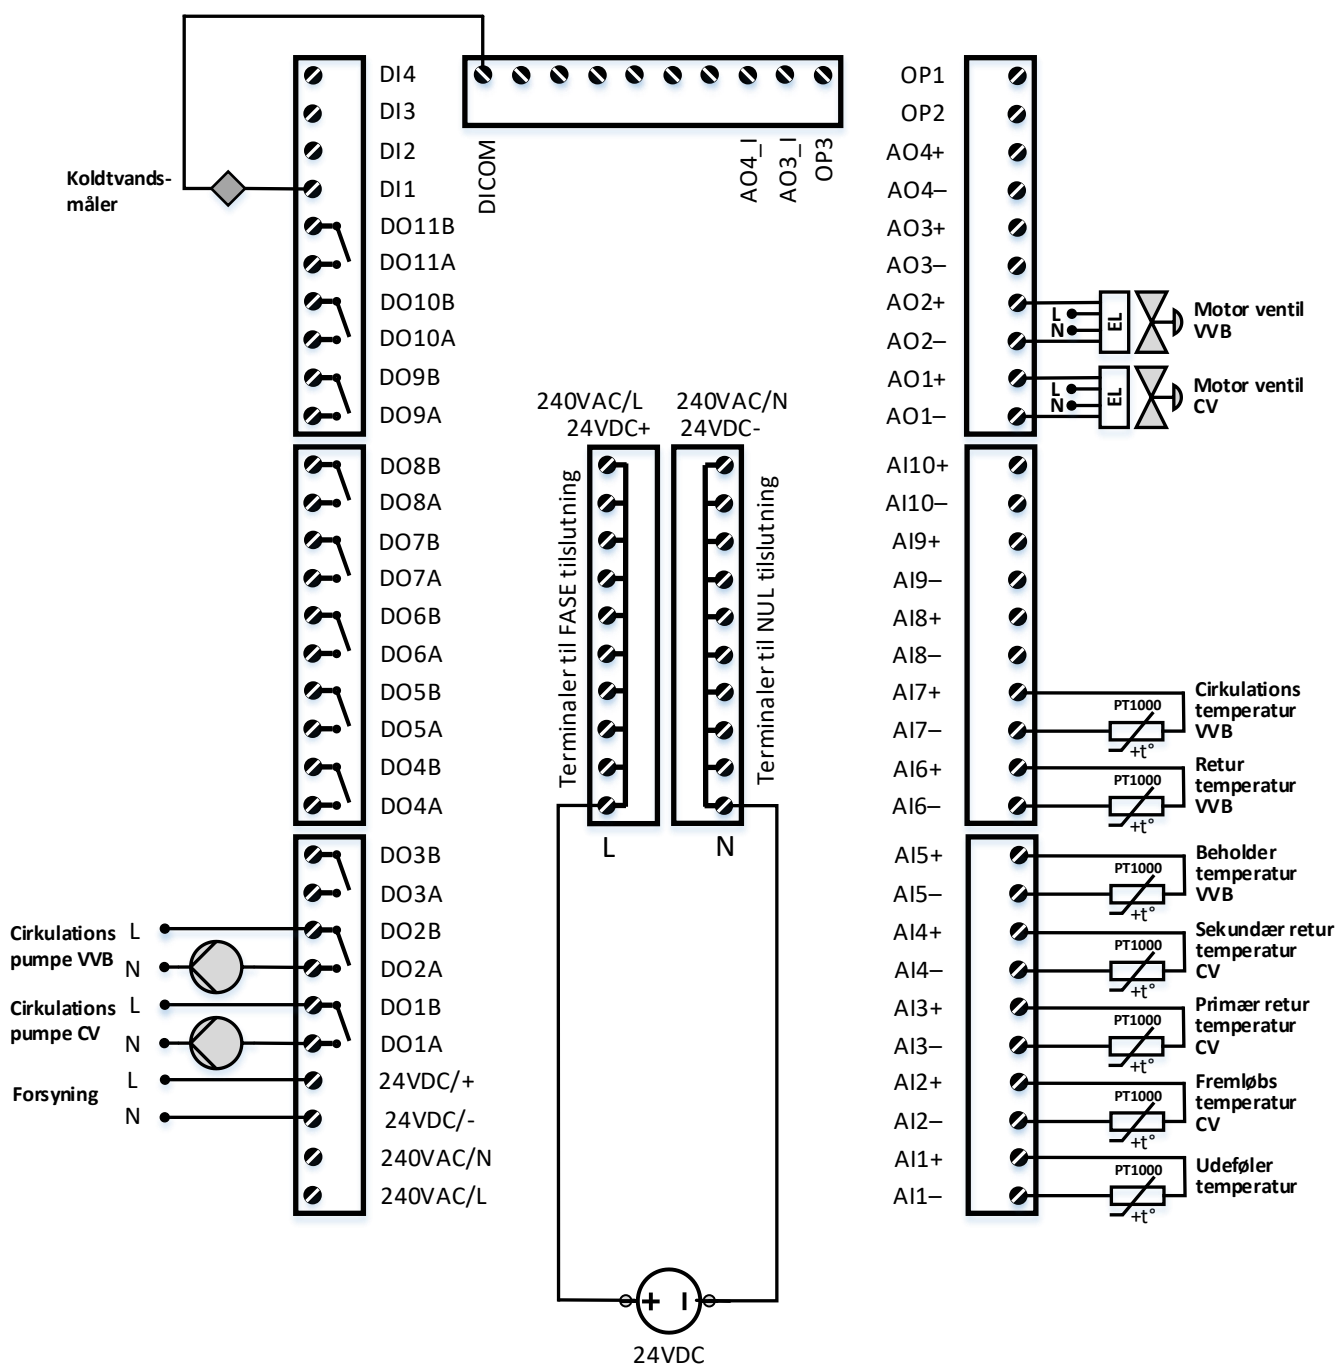 DI4
DI3
DI2
DI1
DO11B
DO11A
DO10B
DO10A
DO9B
DO9A
Koldtvands-
måler
DICOM
AO4_I
AO3_I
OP3
OP1
OP2
AO4+
AO4–
AO3+
AO3–
AO2+
AO2–
AO1+
AO1–
L
N
EL
Motor ventil
VVB
L
N
EL
Motor ventil
CV
DO8B
DO8A
DO7B
DO7A
DO6B
DO6A
DO5B
DO5A
DO4B
DO4A
240VAC/L
24VDC+
240VAC/N
24VDC-
Terminaler til FASE tilslutning
Terminaler til NUL tilslutning
L
N
AI10+
AI10–
AI9+
AI9–
AI8+
AI8–
AI7+
AI7–
AI6+
AI6–
PT1000
+t°
Cirkulations
temperatur
VVB
PT1000
+t°
Retur
temperatur
VVB
DO3B
DO3A
DO2B
DO2A
DO1B
DO1A
24VDC/+
24VDC/-
240VAC/N
240VAC/L
Cirkulations
pumpe VVB
L
N
Cirkulations
pumpe CV
L
N
Forsyning
L
N
AI5+
AI5–
AI4+
AI4–
AI3+
AI3–
AI2+
AI2–
AI1+
AI1–
PT1000
+t°
Beholder
temperatur
VVB
PT1000
+t°
Sekundær retur
temperatur
CV
PT1000
+t°
Primær retur
temperatur
CV
PT1000
+t°
Fremløbs
temperatur
CV
PT1000
+t°
Udeføler
temperatur
24VDC